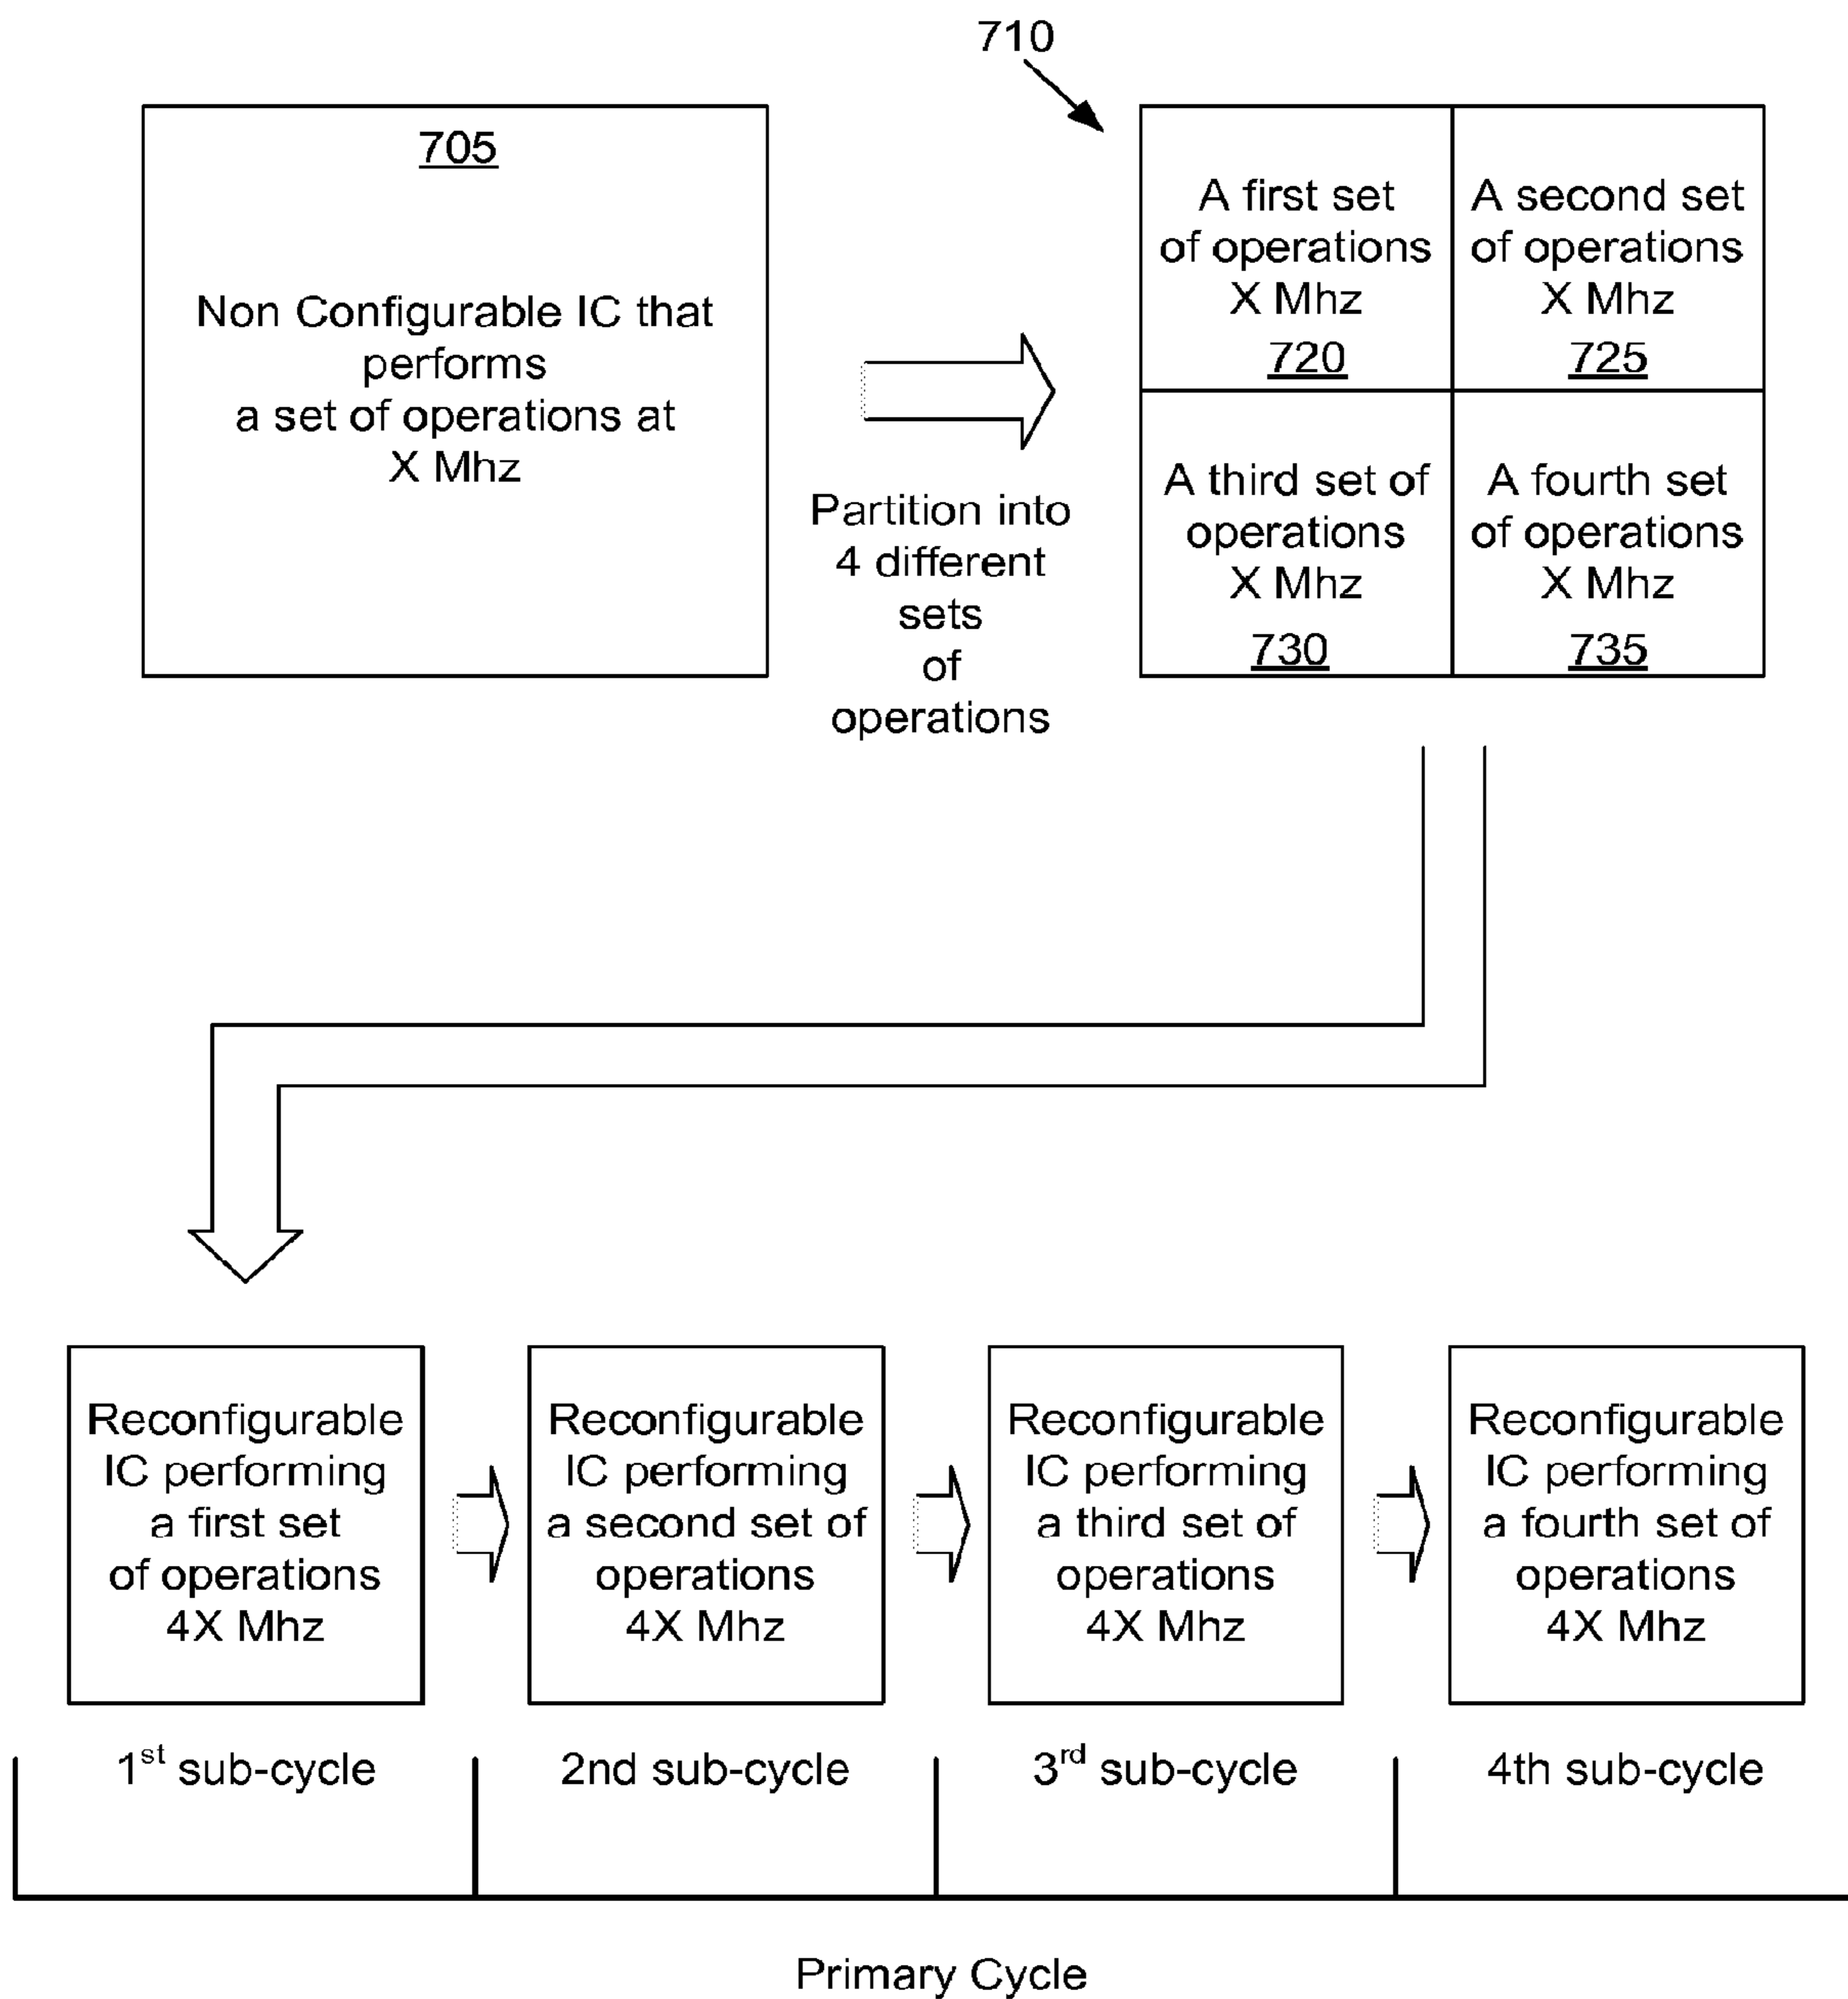 710
705
Non Configurable IC that
performs
a set of operations at
X Mhz
Partition into
4 different
sets
of
operations
A first set
of operations
X Mhz
720
A second set
of operations
X Mhz
725
A third set of
operations
X Mhz
730
A fourth set
of operations
X Mhz
735
Reconfigurable
IC performing
a first set
of operations
4X Mhz
Reconfigurable
IC performing
a second set of
operations
4X Mhz
Reconfigurable
IC performing
a third set of
operations
4X Mhz
Reconfigurable
IC performing
a fourth set of
operations
4X Mhz
1st sub-cycle
2nd sub-cycle
3rd sub-cycle
4th sub-cycle
Primary Cycle